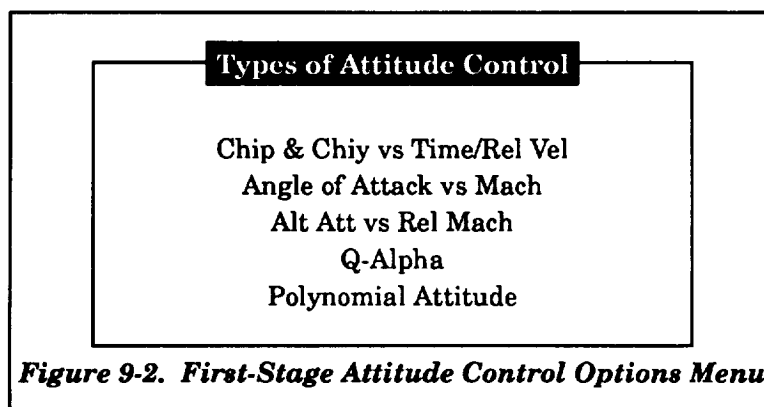 Types of Attitude Control
Chip & Chiy vs Time/Rel Vel
Angle of Attack vs Mach
Alt Att vs Rel Mach
Q-Alpha
Polynomial Attitude
Figure 9-2. First-Stage Attitude Control Options Menu